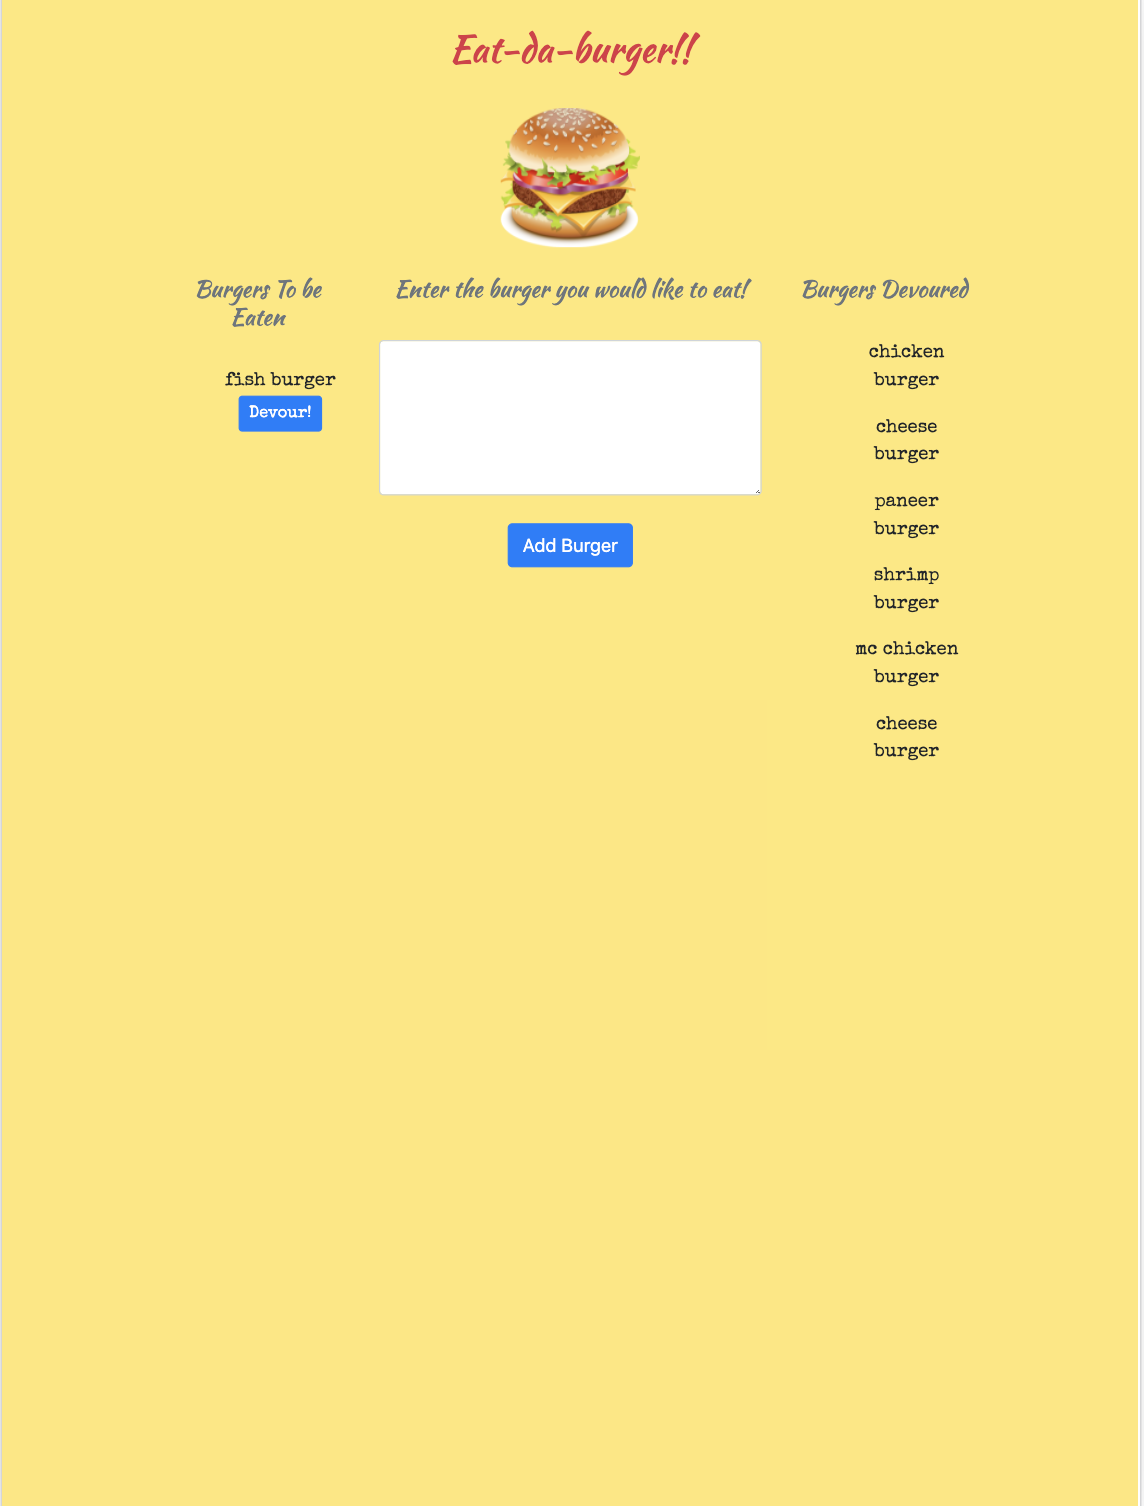 Eat-da-burger!!
Burgers To be
Eaten
fish burger
Devour!
Enter the burger you would like to eat!
Add Burger
Burgers Devoured
chicken
burger
cheese
burger
paneer
burger
shrimp
burger
mc chicken
burger
cheese
burger